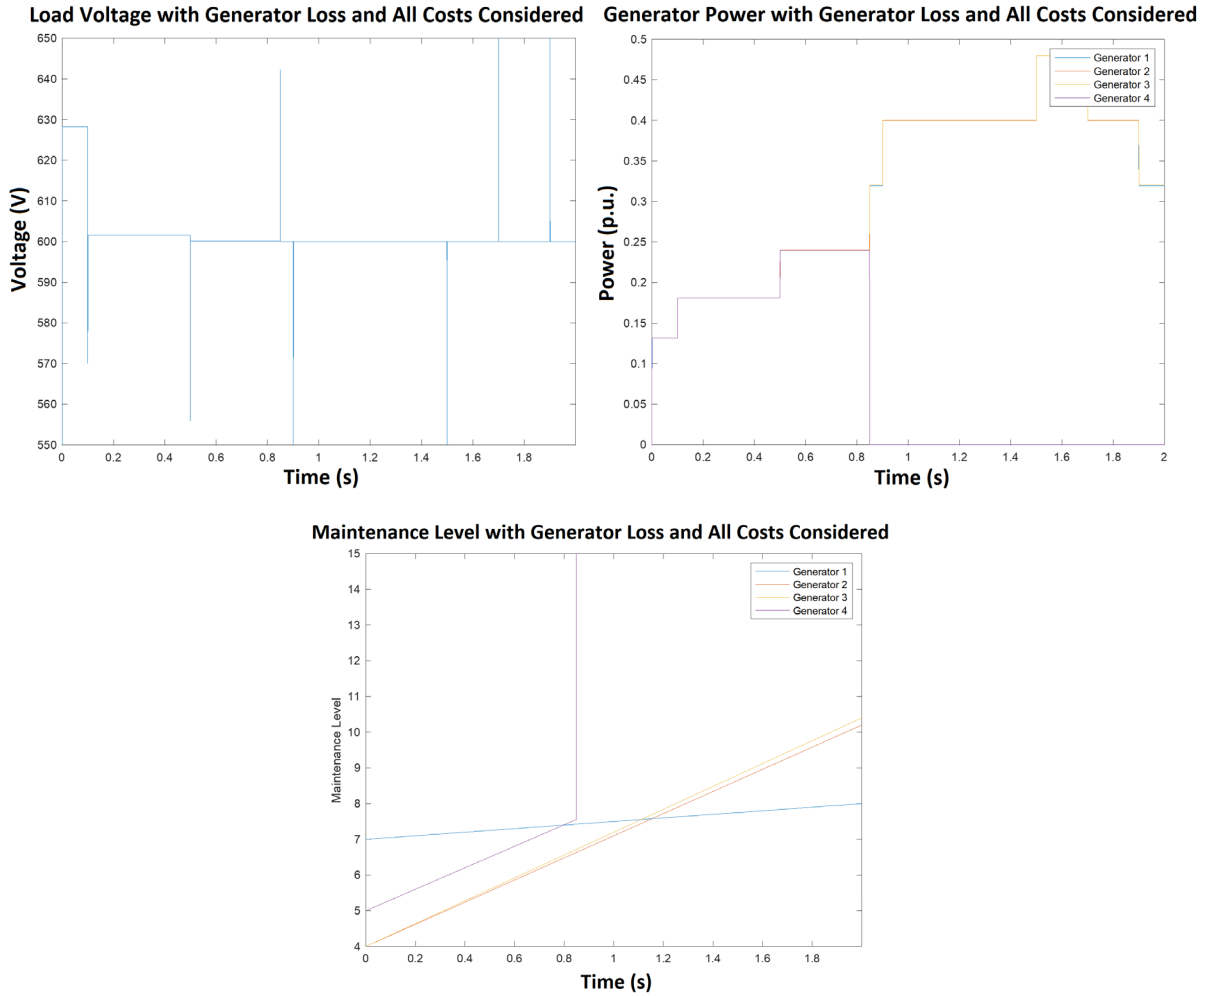 Load Voltage with Generator Loss and All Costs Considered
650
640
630
620
610
600
590
580
570
560
550
Voltage (V)
0 0.2 0.4 0.6 0.8 1 1.2 1.4 1.6 1.8
Time (s)
Generator Power with Generator Loss and All Costs Considered
0.5
0.45
0.4
0.35
0.3
0.25
0.2
0.15
0.1
0.05
0
Power (p.u.)
Generator 1
Generator 2
Generator 3
Generator 4
0 0.2 0.4 0.6 0.8 1 1.2 1.4 1.6 1.8 2
Time (s)
Maintenance Level with Generator Loss and All Costs Considered
15
14
13
12
11
10
9
8
7
6
5
4
Maintenance Level
Generator 1
Generator 2
Generator 3
Generator 4
0 0.2 0.4 0.6 0.8 1 1.2 1.4 1.6 1.8
Time (s)